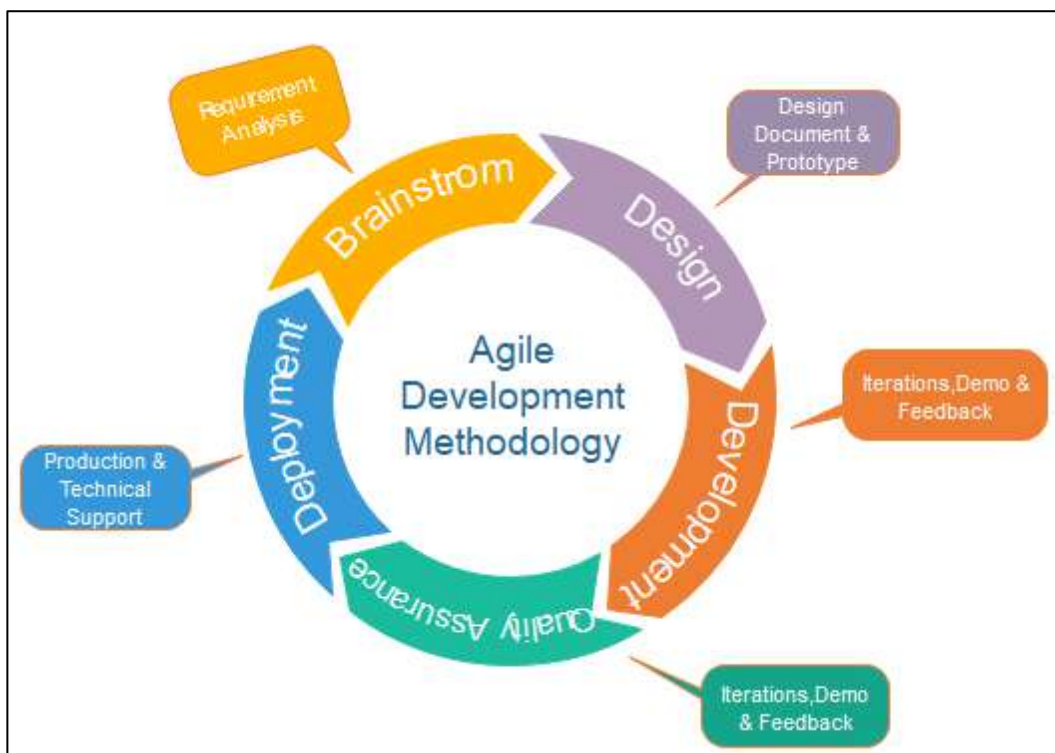 Requirement
Analysis
Brainstrom
Design
Document &
Prototype
Design
Iterations,Demo &
Feedback
Development
Iterations,Demo
& Feedback
Quality Assurance
Production &
Technical
Support
Deployment
Agile
Development
Methodology